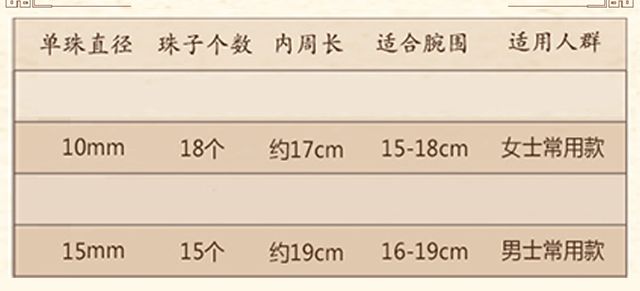 单珠直径 珠子个数 内周长 适合腕围 适用人群
10mm 18个 约17cm 15-18cm 女士常用款
15mm 15个 约19cm 16-19cm 男士常用款